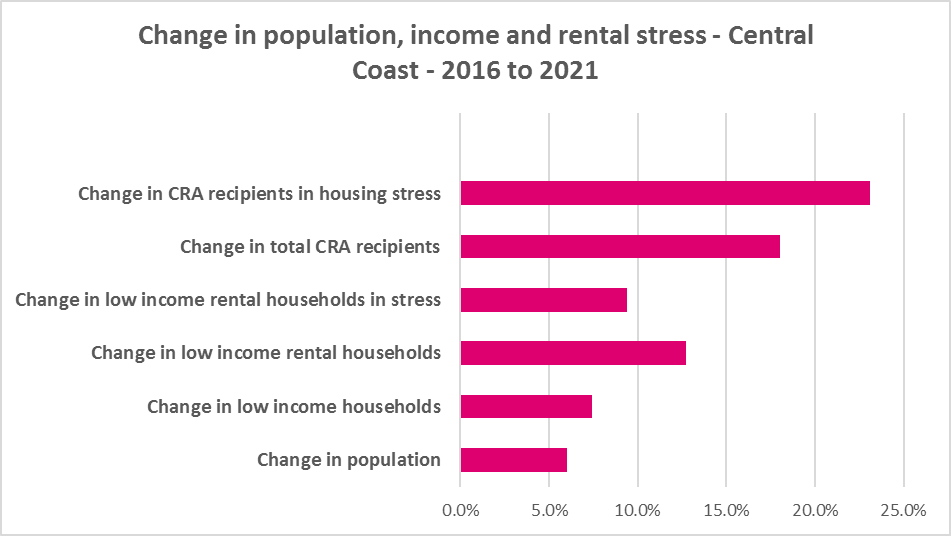 Change in population, income and rental stress - Central
Coast - 2016 to 2021
Change in CRA recipients in housing stress
Change in total CRA recipients
Change in low income rental households in stress
Change in low income rental households
Change in low income households
Change in population
0.0% 5.0% 10.0% 15.0% 20.0% 25.0%